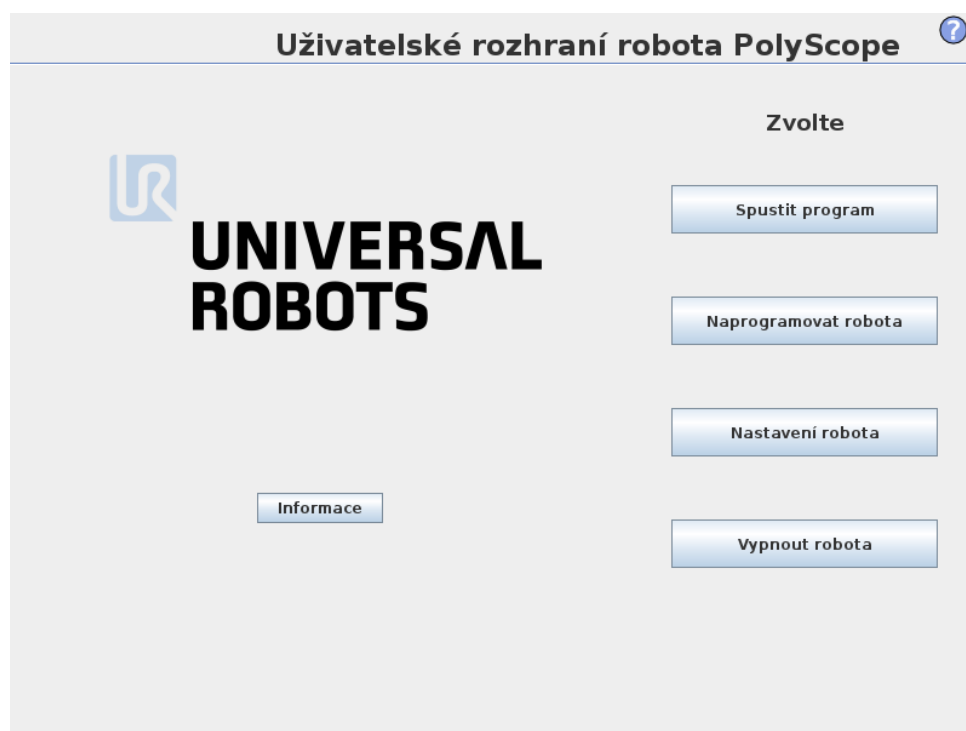 Uživatelské rozhraní robota PolyScope
?
Zvolte
UR
UNIVERSAL
ROBOTS
Spustit program
Naprogramovat robota
Nastavení robota
Informace
Vypnout robota